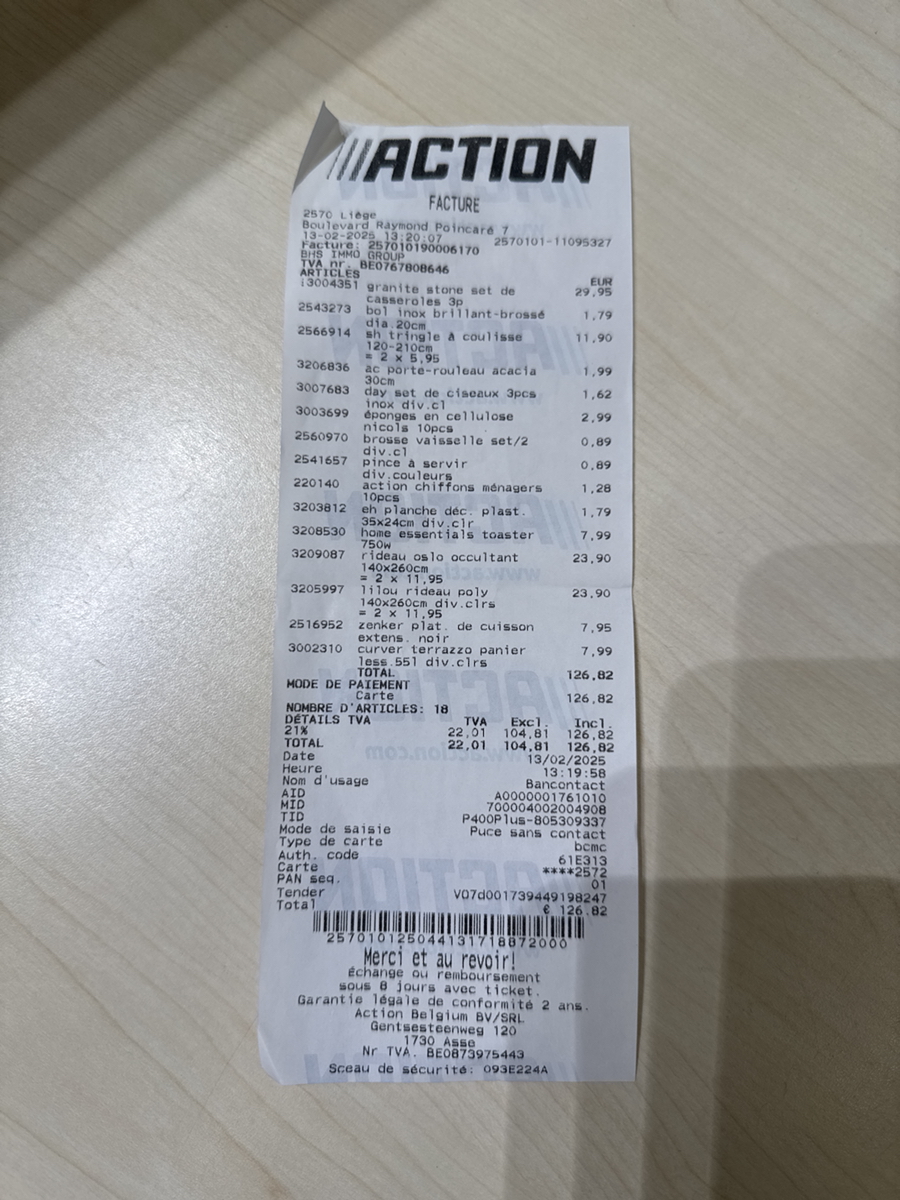 ACTION
FACTURE
2570 Liège
Boulevard Raymond Poincaré 7
13-02-2025 13:20:07 2570101-11095327
Facture: 257010190006170
BHS IMMO GROUP
TVA nr. BE0767808646
ARTICLES EUR
i3004351 granite stone set de 29,95
casseroles 3p
2543273 bol inox brillant-brossé 1,79
dia.20cm
2566914 sh tringle à coulisse 11,90
120-210cm
= 2 x 5,95
3206836 ac porte-rouleau acacia 1,99
30cm
3007683 day set de ciseaux 3pcs 1,62
inox div.cl
3003699 éponges en cellulose 2,99
nicols 10pcs
2560970 brosse vaisselle set/2 0,89
div.cl
2541657 pince à servir 0,89
div.couleurs
220140 action chiffons ménagers 1,28
10pcs
3203812 eh planche déc. plast. 1,79
35x24cm div.clr
3208530 home essentials toaster 7,99
750w
3209087 rideau oslo occultant 23,90
140x260cm
= 2 x 11,95
3205997 lilou rideau poly 23,90
140x260cm div.clrs
= 2 x 11,95
2516952 zenker plat. de cuisson 7,95
extens. noir
3002310 curver terrazzo panier 7,99
less.55l div.clrs
TOTAL 126,82
MODE DE PAIEMENT
Carte 126,82
NOMBRE D'ARTICLES: 18
DÉTAILS TVA TVA Excl. Incl.
21% 22,01 104,81 126,82
TOTAL 22,01 104,81 126,82
Date 13/02/2025
Heure 13:19:58
Nom d'usage Bancontact
AID A0000001761010
MID 700004002004908
TID P400Plus-805309337
Mode de saisie Puce sans contact
Type de carte bcmc
Auth. code 61E313
Carte ****2572
PAN seq. 01
Tender V07d001739449198247
Total € 126.82
257010125044131718872000
Merci et au revoir!
Échange ou remboursement
sous 8 jours avec ticket.
Garantie légale de conformité 2 ans.
Action Belgium BV/SRL
Gentsesteenweg 120
1730 Asse
Nr TVA. BE0873975443
Sceau de sécurité: 093E224A